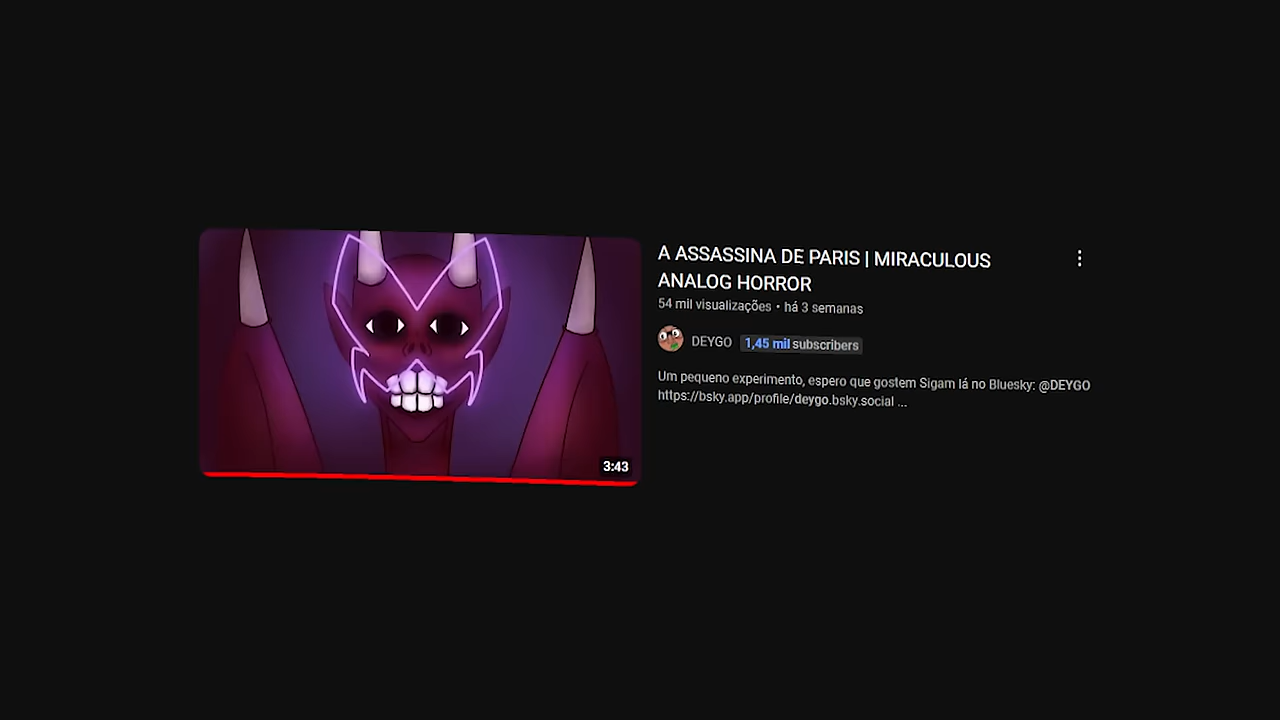 A ASSASSINA DE PARIS | MIRACULOUS
ANALOG HORROR
54 mil visualizações • há 3 semanas
DEYGO 1,45 mil subscribers
Um pequeno experimento, espero que gostem Sigam lá no Bluesky: @DEYGO
https://bsky.app/profile/deygo.bsky.social ...
3:43